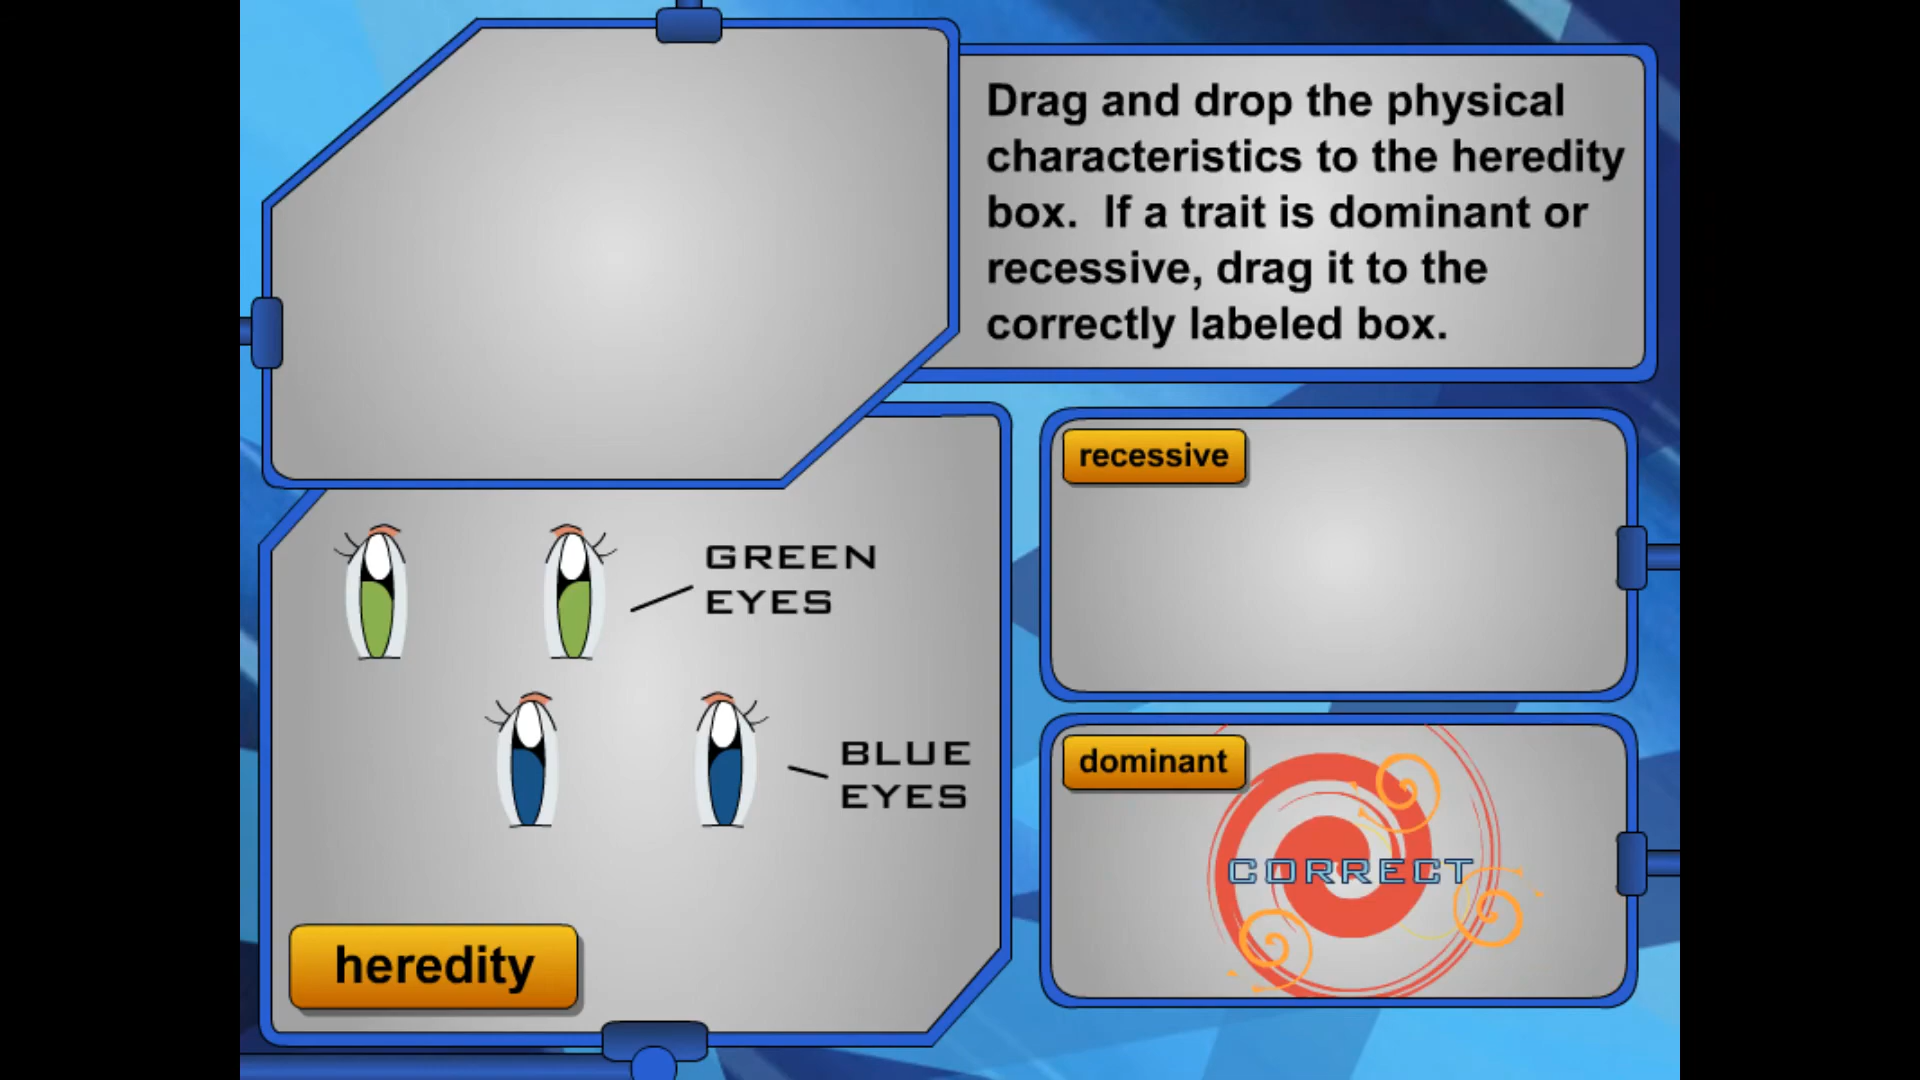 Drag and drop the physical
characteristics to the heredity
box.  If a trait is dominant or
recessive, drag it to the
correctly labeled box.
recessive
GREEN
EYES
BLUE
EYES
dominant
CORRECT
heredity